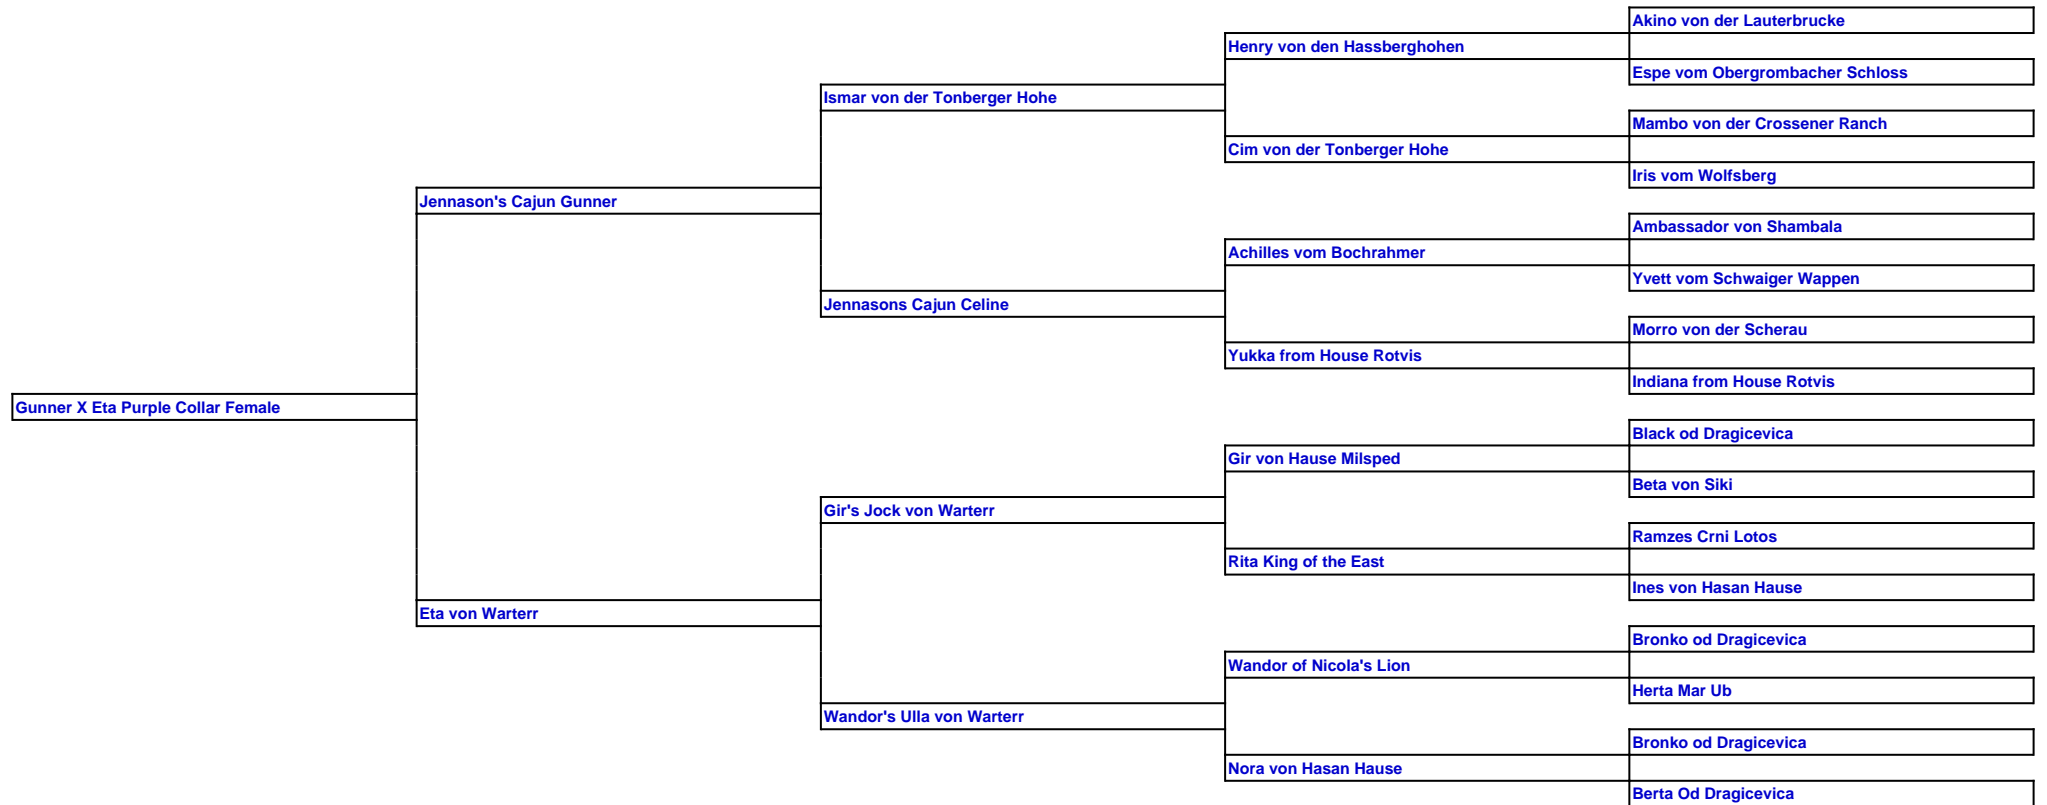 Akino von der Lauterbrucke
Henry von den Hassberghohen
Espe vom Obergrombacher Schloss
Ismar von der Tonberger Hohe
Mambo von der Crossener Ranch
Cim von der Tonberger Hohe
Iris vom Wolfsberg
Jennason's Cajun Gunner
Ambassador von Shambala
Achilles vom Bochrahmer
Yvett vom Schwaiger Wappen
Jennasons Cajun Celine
Morro von der Scherau
Yukka from House Rotvis
Indiana from House Rotvis
Gunner X Eta Purple Collar Female
Black od Dragicevica
Gir von Hause Milsped
Beta von Siki
Gir's Jock von Warterr
Ramzes Crni Lotos
Rita King of the East
Ines von Hasan Hause
Eta von Warterr
Bronko od Dragicevica
Wandor of Nicola's Lion
Herta Mar Ub
Wandor's Ulla von Warterr
Bronko od Dragicevica
Nora von Hasan Hause
Berta Od Dragicevica